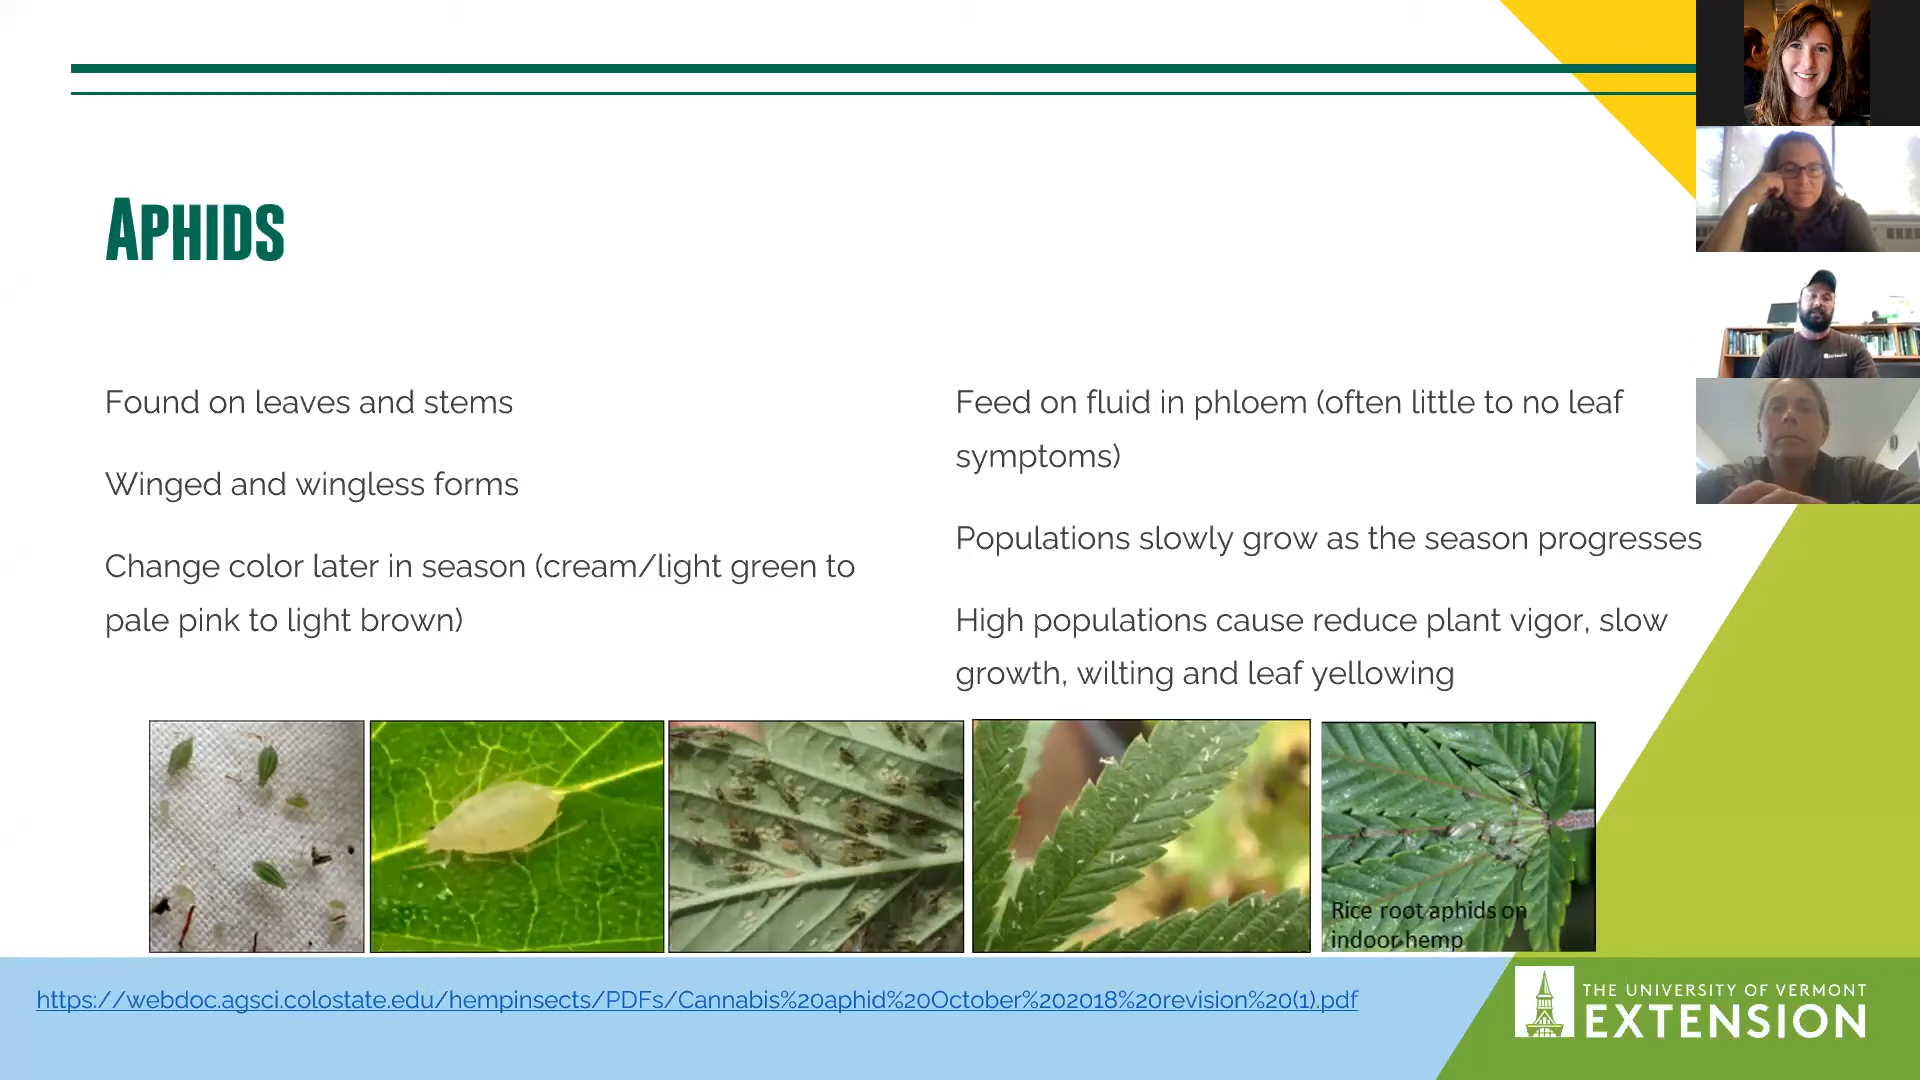 APHIDS
Found on leaves and stems
Winged and wingless forms
Change color later in season (cream/light green to
pale pink to light brown)
Feed on fluid in phloem (often little to no leaf
symptoms)
Populations slowly grow as the season progresses
High populations cause reduce plant vigor, slow
growth, wilting and leaf yellowing
Rice root aphids on
indoor hemp
https://webdoc.agsci.colostate.edu/hempinsects/PDFs/Cannabis%20aphid%20October%202018%20revision%20(1).pdf
THE UNIVERSITY OF VERMONT
EXTENSION